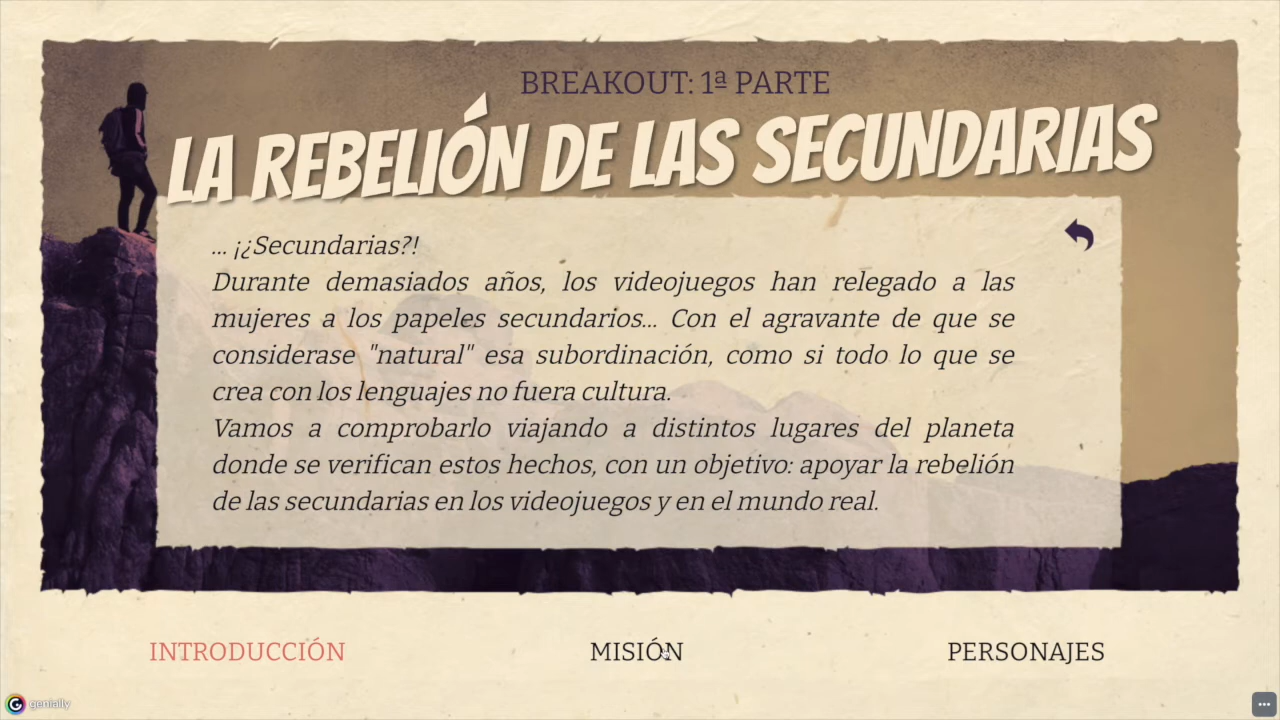 BREAKOUT: 1ª PARTE
LA REBELIÓN DE LAS SECUNDARIAS
... ¡¿Secundarias?!
Durante demasiados años, los videojuegos han relegado a las
mujeres a los papeles secundarios... Con el agravante de que se
considerase "natural" esa subordinación, como si todo lo que se
crea con los lenguajes no fuera cultura.
Vamos a comprobarlo viajando a distintos lugares del planeta
donde se verifican estos hechos, con un objetivo: apoyar la rebelión
de las secundarias en los videojuegos y en el mundo real.
INTRODUCCIÓN
MISIÓN
PERSONAJES
genially